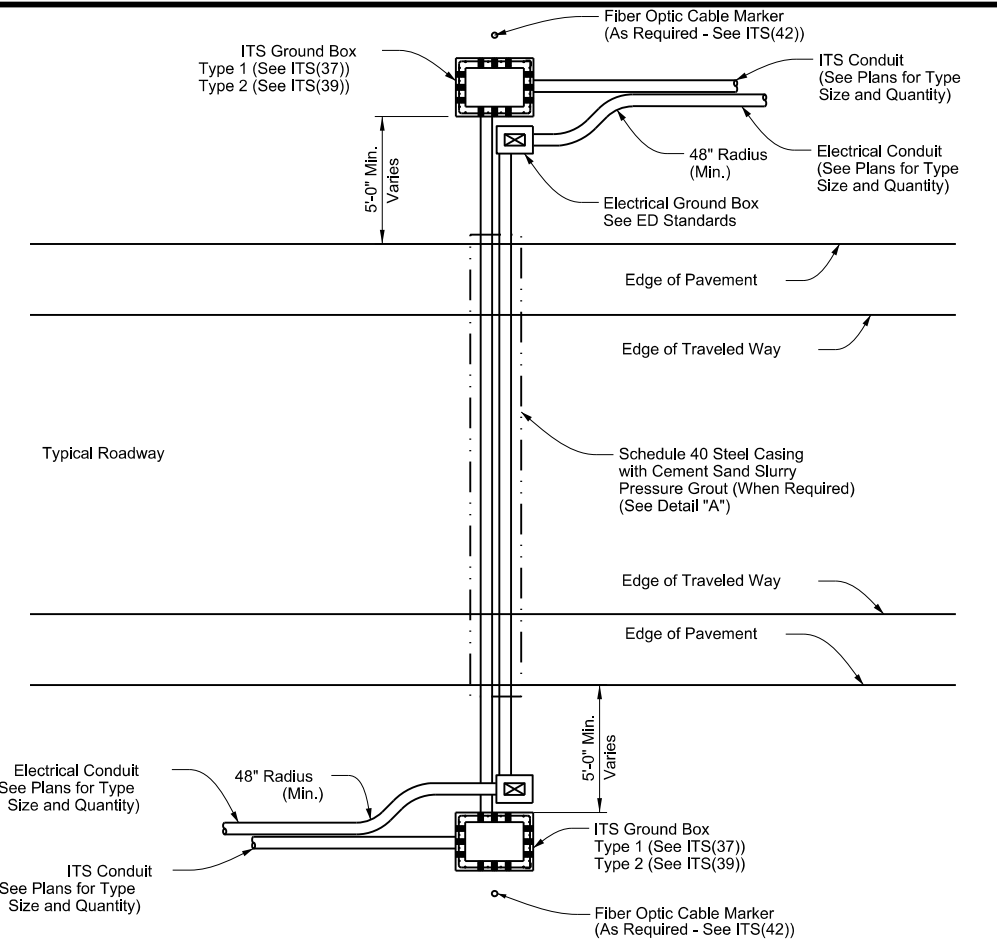 Fiber Optic Cable Marker
(As Required - See ITS(42))
ITS Ground Box
Type 1 (See ITS(37))
Type 2 (See ITS(39))
ITS Conduit
(See Plans for Type
Size and Quantity)
5'-0" Min.
Varies
48" Radius
(Min.)
Electrical Conduit
(See Plans for Type
Size and Quantity)
Electrical Ground Box
See ED Standards
Edge of Pavement
Edge of Traveled Way
Typical Roadway
Schedule 40 Steel Casing
with Cement Sand Slurry
Pressure Grout (When Required)
(See Detail "A")
Edge of Traveled Way
Edge of Pavement
5'-0" Min.
Varies
Electrical Conduit
See Plans for Type
Size and Quantity)
48" Radius
(Min.)
ITS Conduit
See Plans for Type
Size and Quantity)
ITS Ground Box
Type 1 (See ITS(37))
Type 2 (See ITS(39))
Fiber Optic Cable Marker
(As Required - See ITS(42))